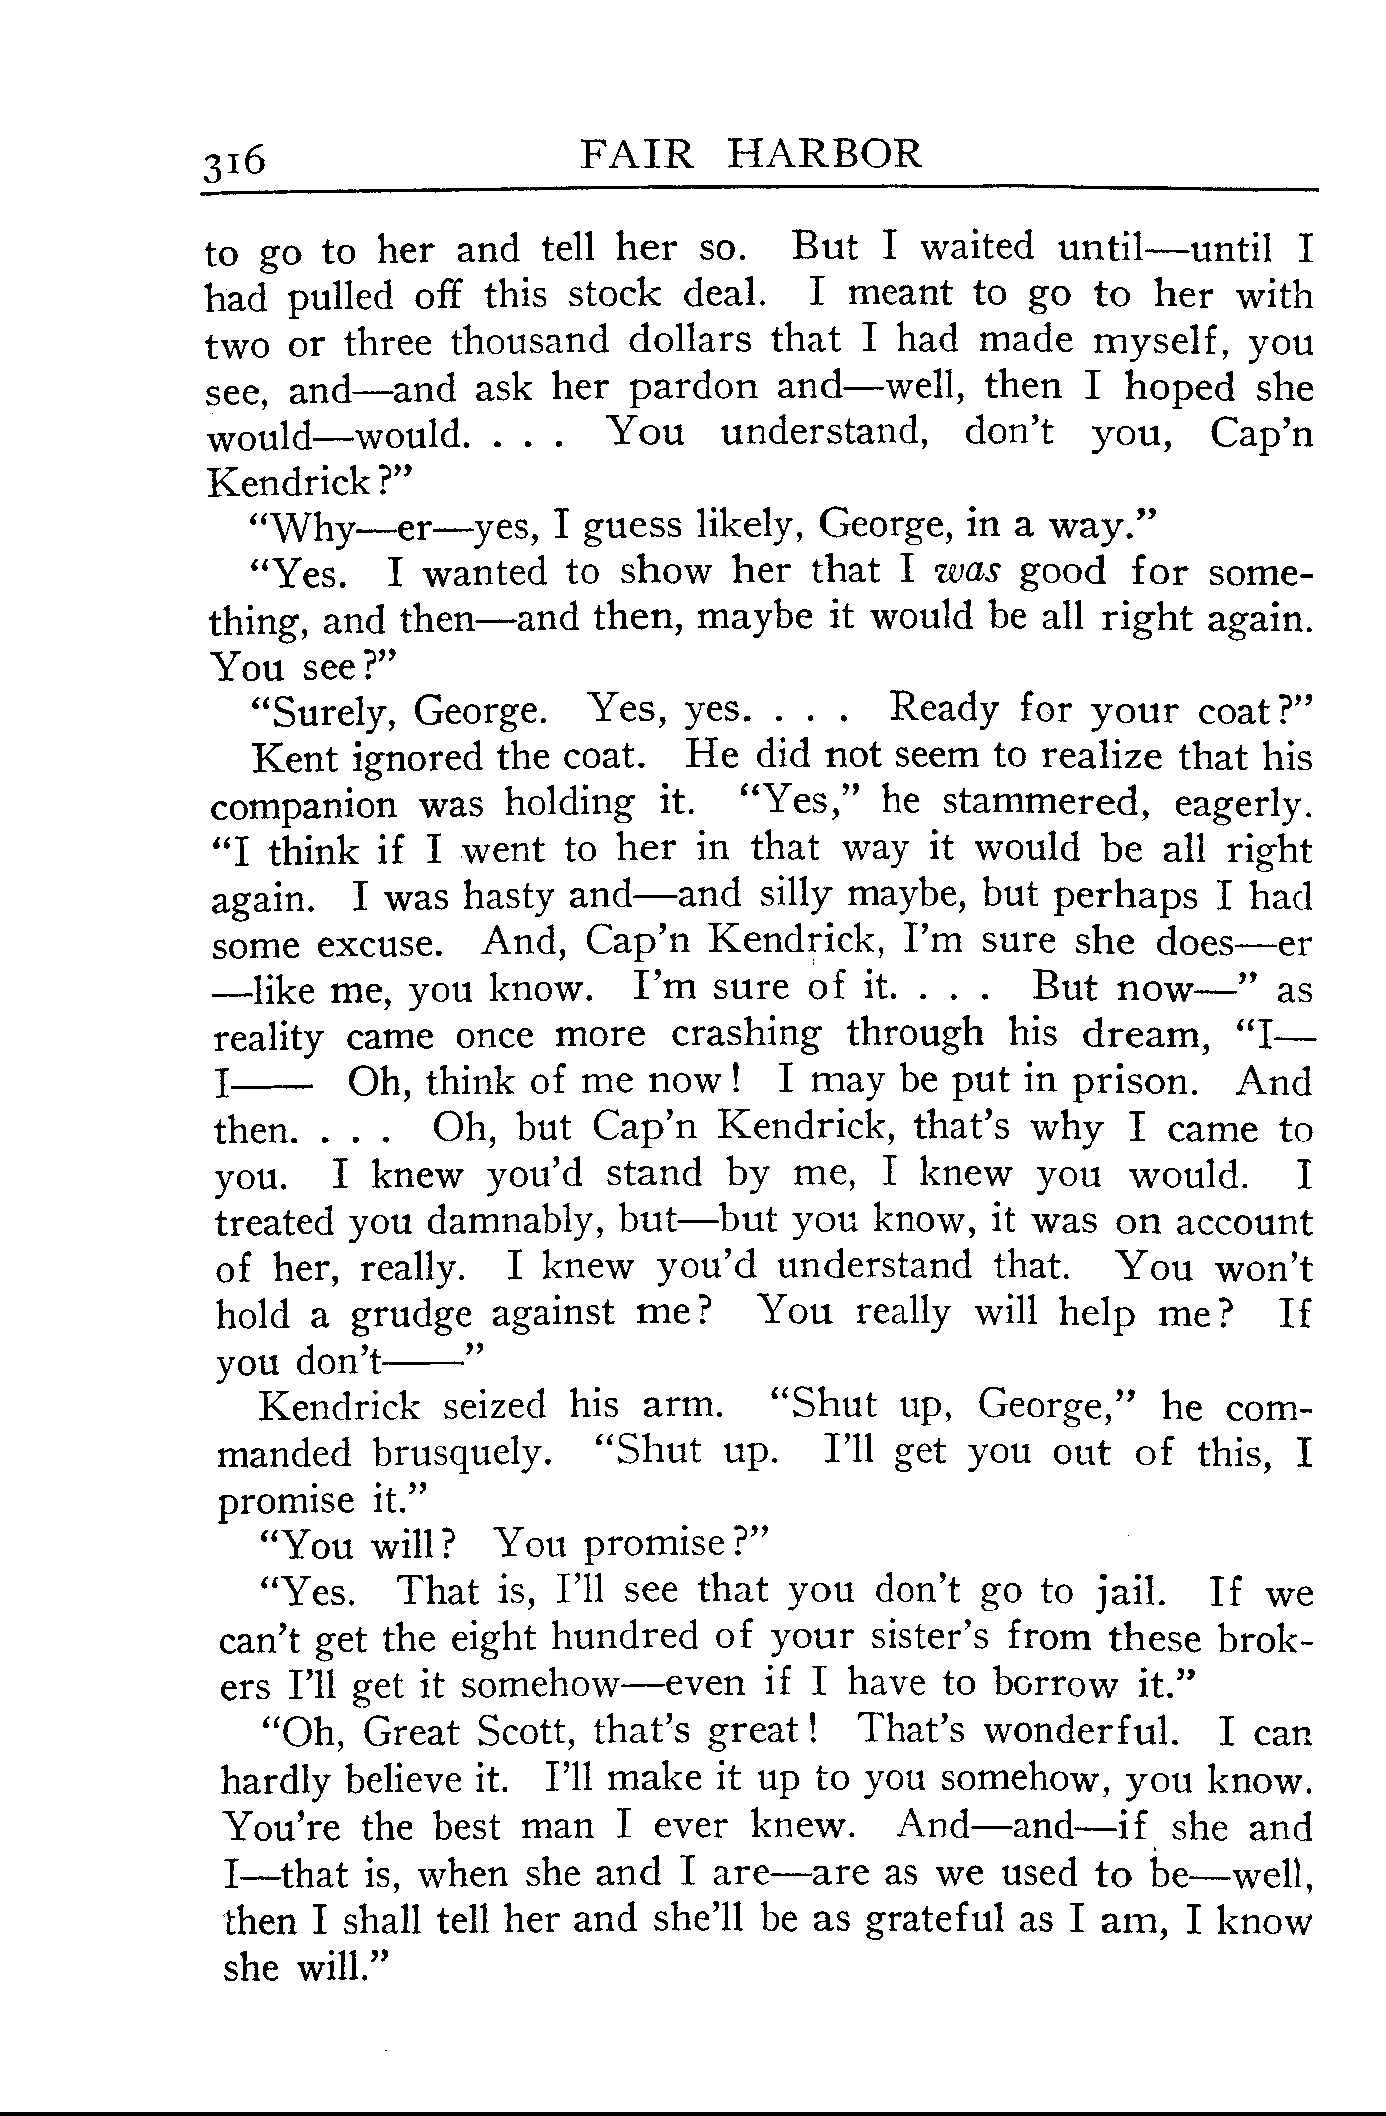 316 FAIR HARBOR
to go to her and tell her so. But I waited until—until I
had pulled off this stock deal. I meant to go to her with
two or three thousand dollars that I had made myself, you
see, and—and ask her pardon and—well, then I hoped she
would—would. . . . You understand, don't you, Cap'n
Kendrick?"
"Why—er—yes, I guess likely, George, in a way."
"Yes. I wanted to show her that I was good for some-
thing, and then—and then, maybe it would be all right again.
You see?"
"Surely, George. Yes, yes. . . . Ready for your coat?"
Kent ignored the coat. He did not seem to realize that his
companion was holding it. "Yes," he stammered, eagerly.
"I think if I went to her in that way it would be all right
again. I was hasty and—and silly maybe, but perhaps I had
some excuse. And, Cap'n Kendrick, I'm sure she does—er
—like me, you know. I'm sure of it. . . . But now—" as
reality came once more crashing through his dream, "I—
I—— Oh, think of me now! I may be put in prison. And
then. . . . Oh, but Cap'n Kendrick, that's why I came to
you. I knew you'd stand by me, I knew you would. I
treated you damnably, but—but you know, it was on account
of her, really. I knew you'd understand that. You won't
hold a grudge against me? You really will help me? If
you don't——"
Kendrick seized his arm. "Shut up, George," he com-
manded brusquely. "Shut up. I'll get you out of this, I
promise it."
"You will? You promise?"
"Yes. That is, I'll see that you don't go to jail. If we
can't get the eight hundred of your sister's from these brok-
ers I'll get it somehow—even if I have to borrow it."
"Oh, Great Scott, that's great! That's wonderful. I can
hardly believe it. I'll make it up to you somehow, you know.
You're the best man I ever knew. And—and—if she and
I—that is, when she and I are—are as we used to be—well,
then I shall tell her and she'll be as grateful as I am, I know
she will."